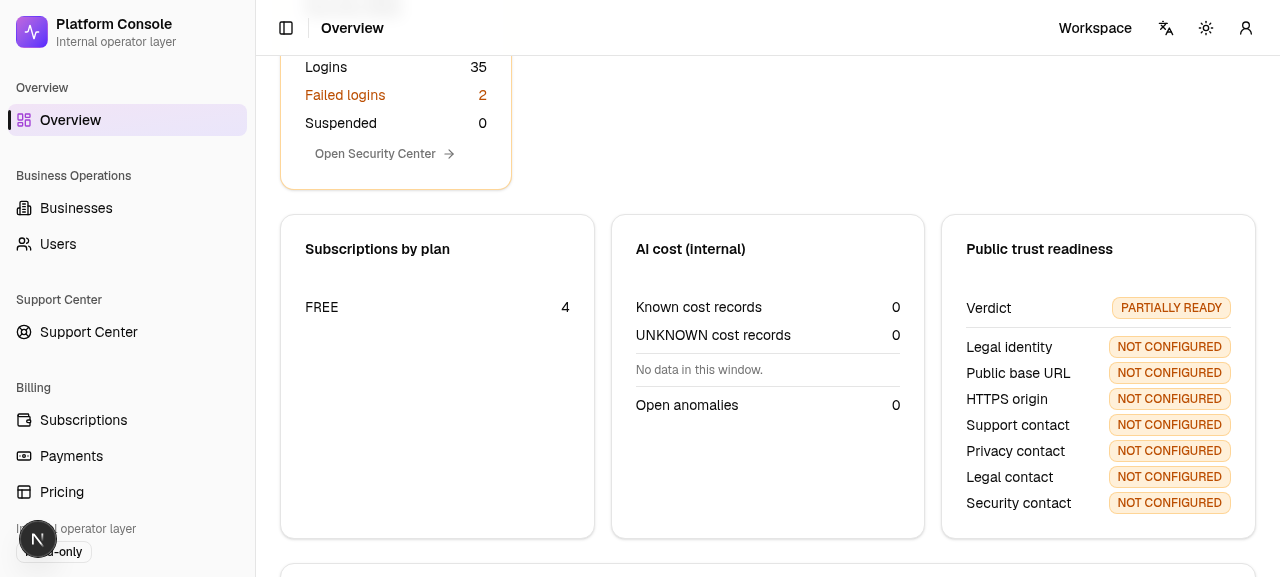 Platform Console
Internal operator layer
Overview
Workspace
Overview
Overview
Business Operations
Businesses
Users
Support Center
Support Center
Billing
Subscriptions
Payments
Pricing
operator layer
N
-only
Logins 35
Failed logins 2
Suspended 0
Open Security Center →
Subscriptions by plan
FREE 4
AI cost (internal)
Known cost records 0
UNKNOWN cost records 0
No data in this window.
Open anomalies 0
Public trust readiness
Verdict PARTIALLY READY
Legal identity NOT CONFIGURED
Public base URL NOT CONFIGURED
HTTPS origin NOT CONFIGURED
Support contact NOT CONFIGURED
Privacy contact NOT CONFIGURED
Legal contact NOT CONFIGURED
Security contact NOT CONFIGURED